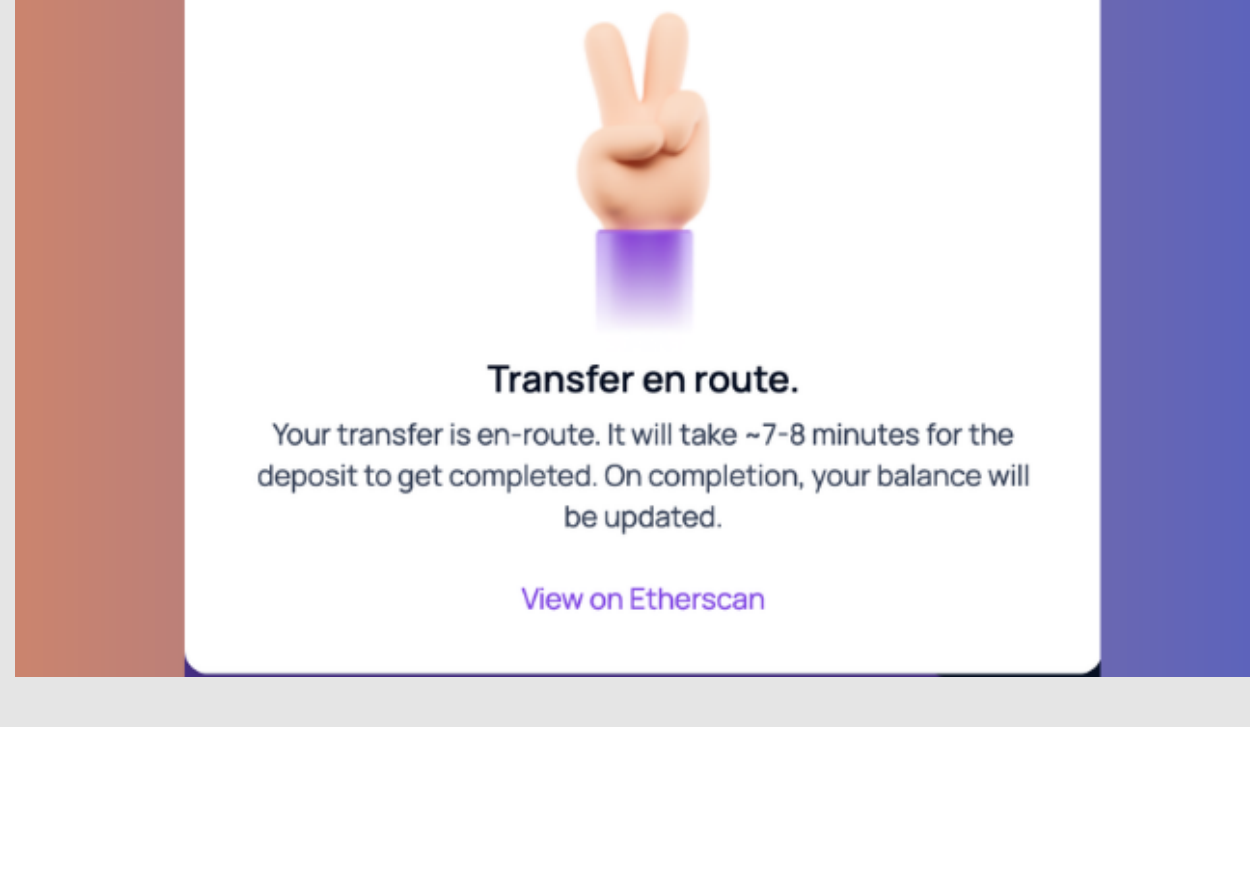 Transfer en route.
Your transfer is en-route. It will take ~7-8 minutes for the
deposit to get completed. On completion, your balance will
be updated.
View on Etherscan